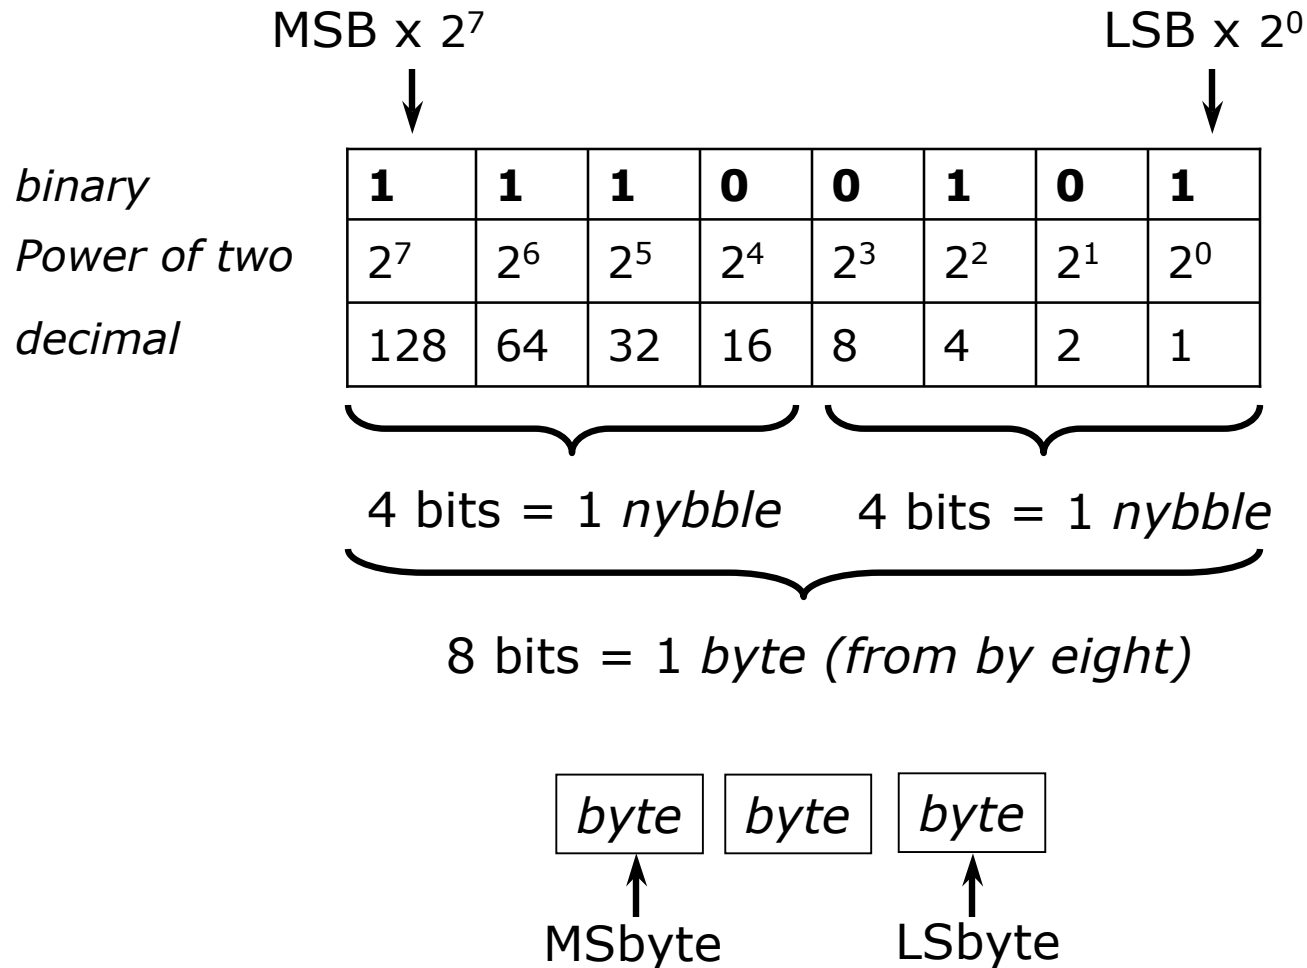 MSB x 2⁷ LSB x 2⁰
binary 1 1 1 0 0 1 0 1
Power of two 2⁷ 2⁶ 2⁵ 2⁴ 2³ 2² 2¹ 2⁰
decimal 128 64 32 16 8 4 2 1
4 bits = 1 nybble 4 bits = 1 nybble
8 bits = 1 byte (from by eight)
byte byte byte
MSbyte LSbyte